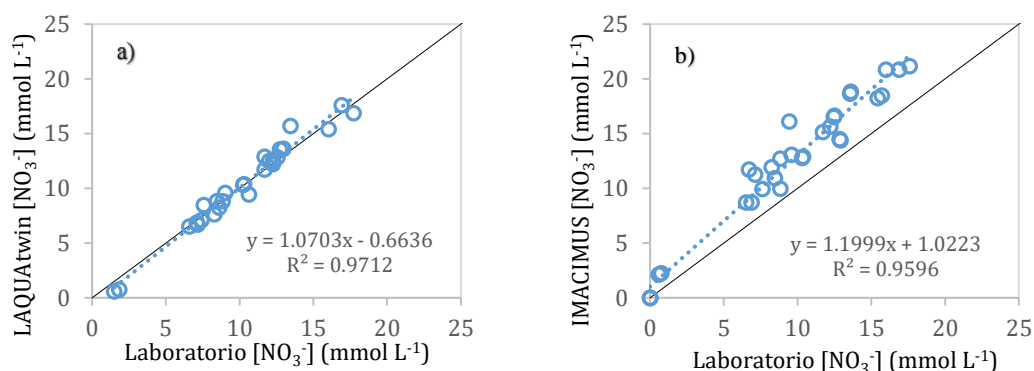 a)
LAQUAtwin [NO₃⁻] (mmol L⁻¹)
25
20
15
10
5
0
y = 1.0703x - 0.6636
R² = 0.9712
0 5 10 15 20 25
Laboratorio [NO₃⁻] (mmol L⁻¹)
b)
IMACIMUS [NO₃⁻] (mmol L⁻¹)
25
20
15
10
5
0
y = 1.1999x + 1.0223
R² = 0.9596
0 5 10 15 20 25
Laboratorio [NO₃⁻] (mmol L⁻¹)